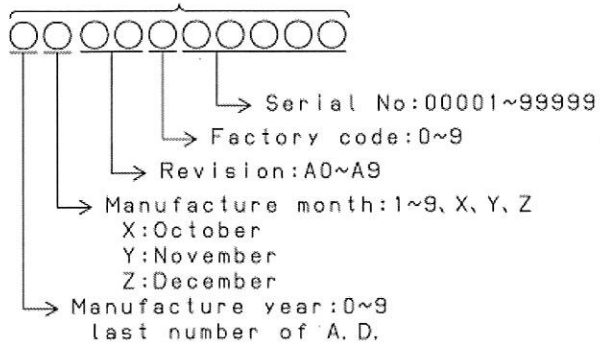 Serial No:00001~99999
Factory code:0~9
Revision:A0~A9
Manufacture month:1~9、X、Y、Z
X:October
Y:November
Z:December
Manufacture year:0~9
last number of A.D.